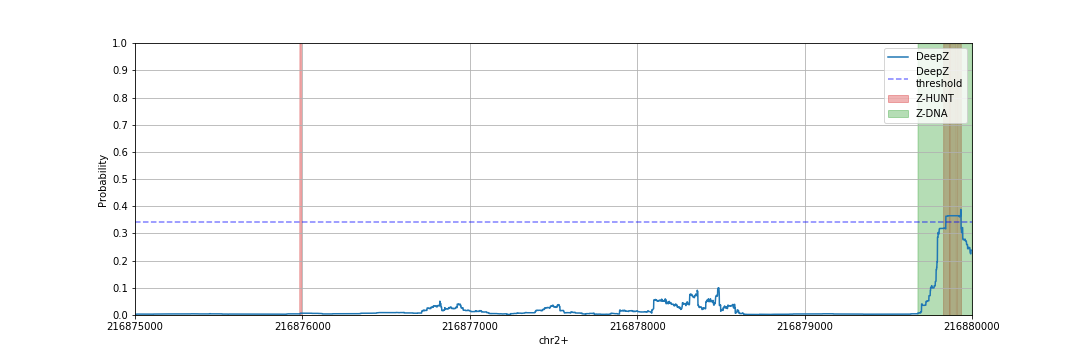 1.0
0.9
0.8
0.7
0.6
0.5
0.4
0.3
0.2
0.1
0.0
Probability
216875000 216876000 216877000 216878000 216879000 216880000
chr2+
DeepZ
DeepZ
threshold
Z-HUNT
Z-DNA